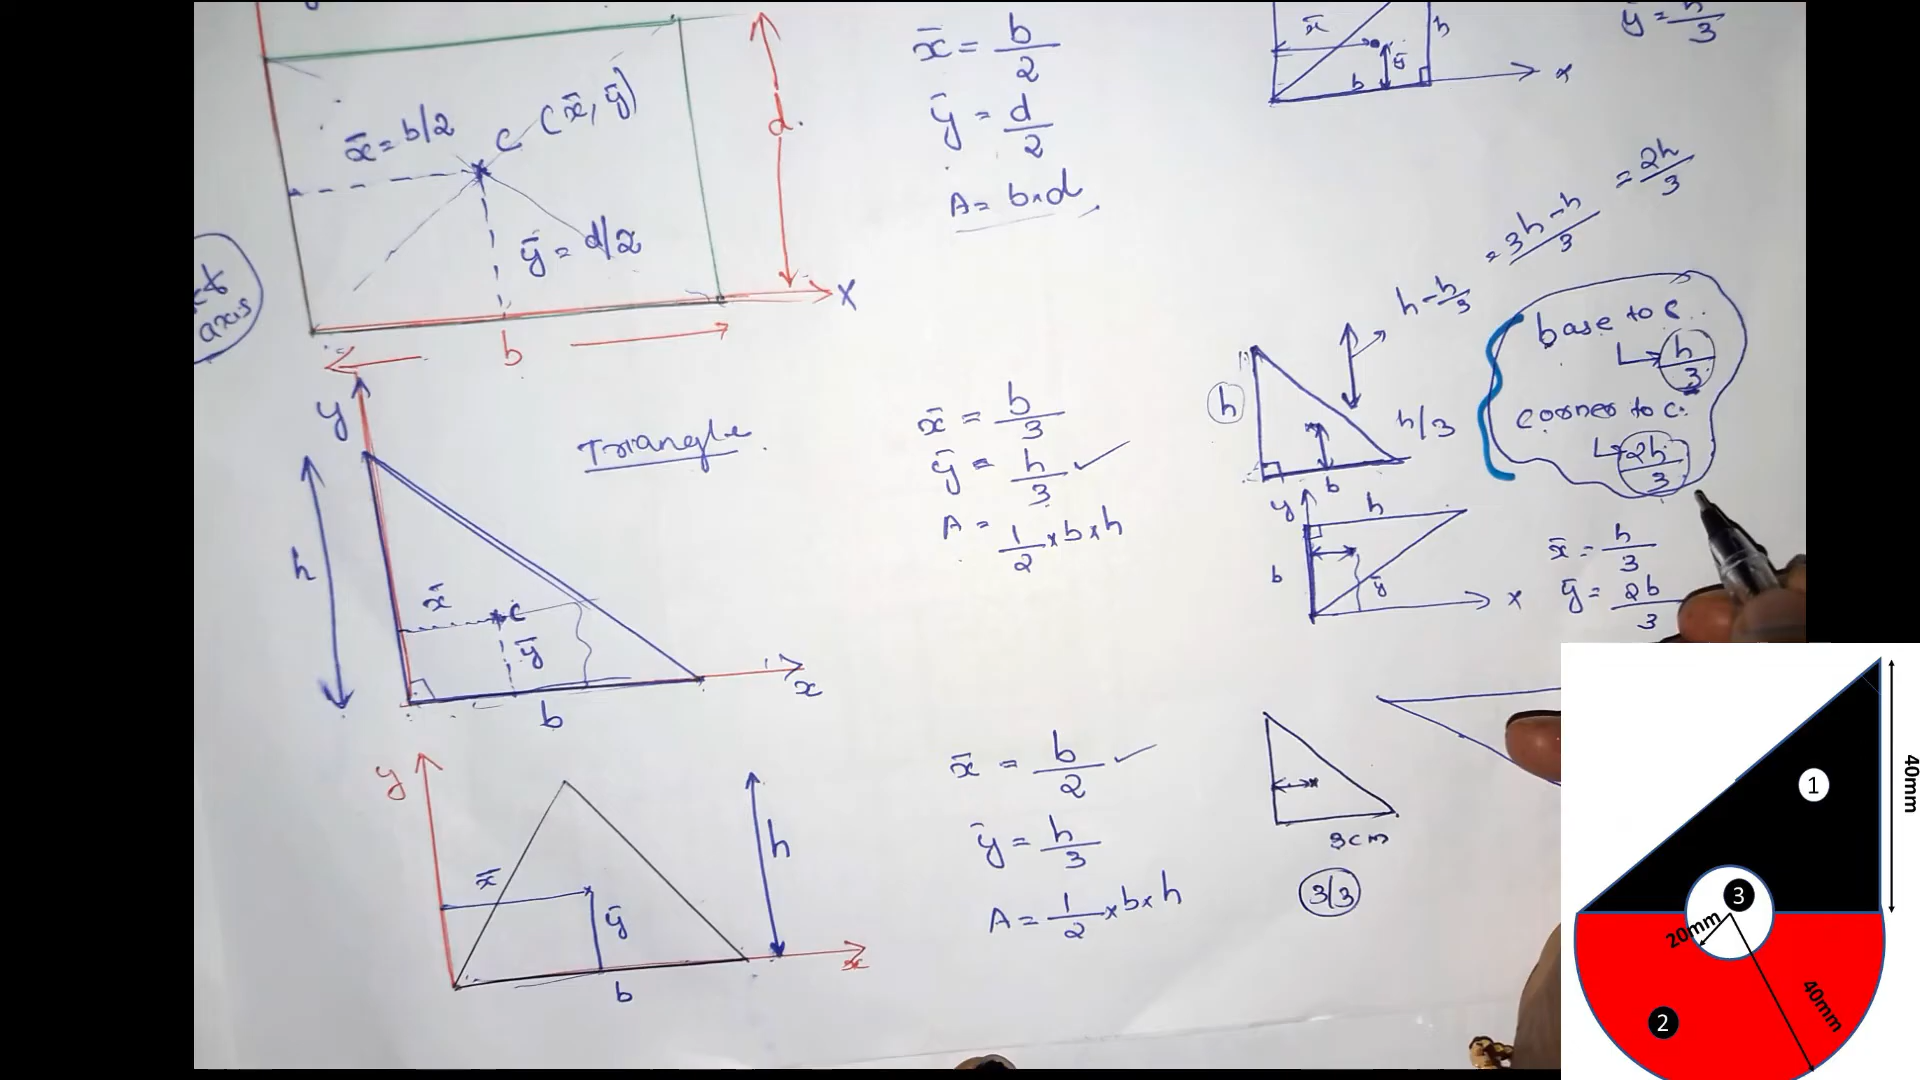 x̄ = b/2
C (x̄, ȳ)
ȳ = d/2
d.
x
b
axis
x̄ = b/2
ȳ = d/2
A = b×d
x̄
ȳ
b
h
x
ȳ = h/3
h - h/3
= 3h-h/3
= 2h/3
base to c.
h/3
corner to c.
2h/3
y
Triangle
h
x̄
c
ȳ
b
x
x̄ = b/3
ȳ = h/3 ✓
A = 1/2 × b × h
h
h/3
b
y
h
b
ȳ
x
x̄ = h/3
ȳ = 2b/3
y
x̄
ȳ
h
b
x
x̄ = b/2 ✓
ȳ = h/3
A = 1/2 × b × h
3cm
3/3
1
40mm
3
20mm
40mm
2